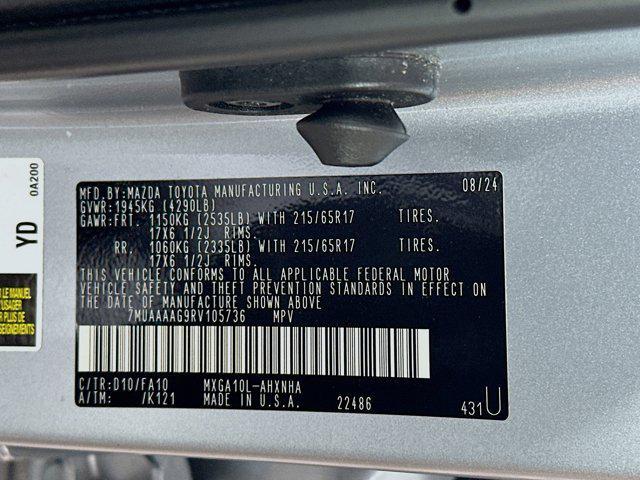 MFD.BY:MAZDA TOYOTA MANUFACTURING U.S.A. INC. 08/24
GVWR:1945KG (4290LB)
GAWR:FRT. 1150KG (2535LB) WITH 215/65R17 TIRES.
17X6 1/2J RIMS.
RR. 1060KG (2335LB) WITH 215/65R17 TIRES.
17X6 1/2J RIMS.
THIS VEHICLE CONFORMS TO ALL APPLICABLE FEDERAL MOTOR
VEHICLE SAFETY AND THEFT PREVENTION STANDARDS IN EFFECT ON
THE DATE OF MANUFACTURE SHOWN ABOVE
7MUAAAAG9RV105736 MPV
C/TR:D10/FA10 MXGA10L-AHXNHA
A/TM: /K121 MADE IN U.S.A. 22486 431U
YD 0A200
LE MANUEL